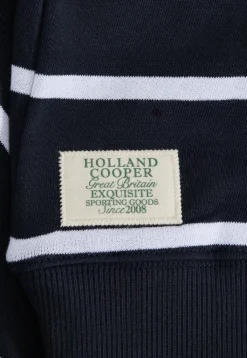 HOLLAND
COOPER
Great Britain
EXQUISITE
SPORTING GOODS
Since 2008